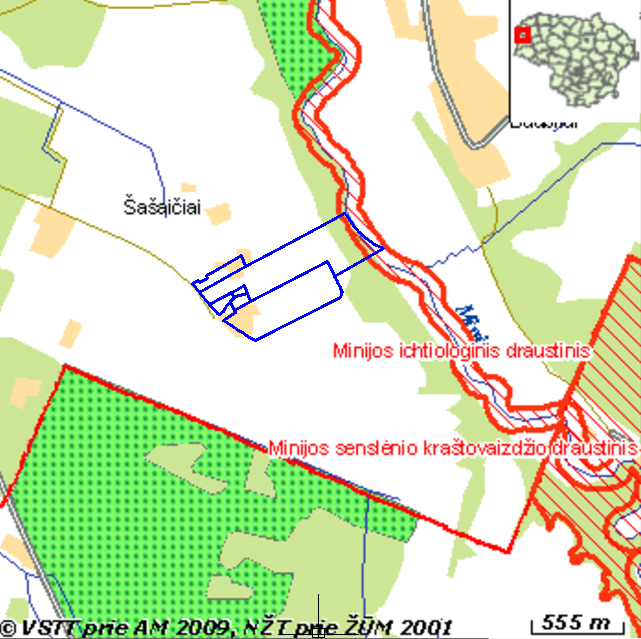 Šašaičiai
Minijos ichtiologinis draustinis
Minijos senslėnio kraštovaizdžio draustinis
© VSTT prie AM 2009, NŽT prie ŽŪM 2001
555 m